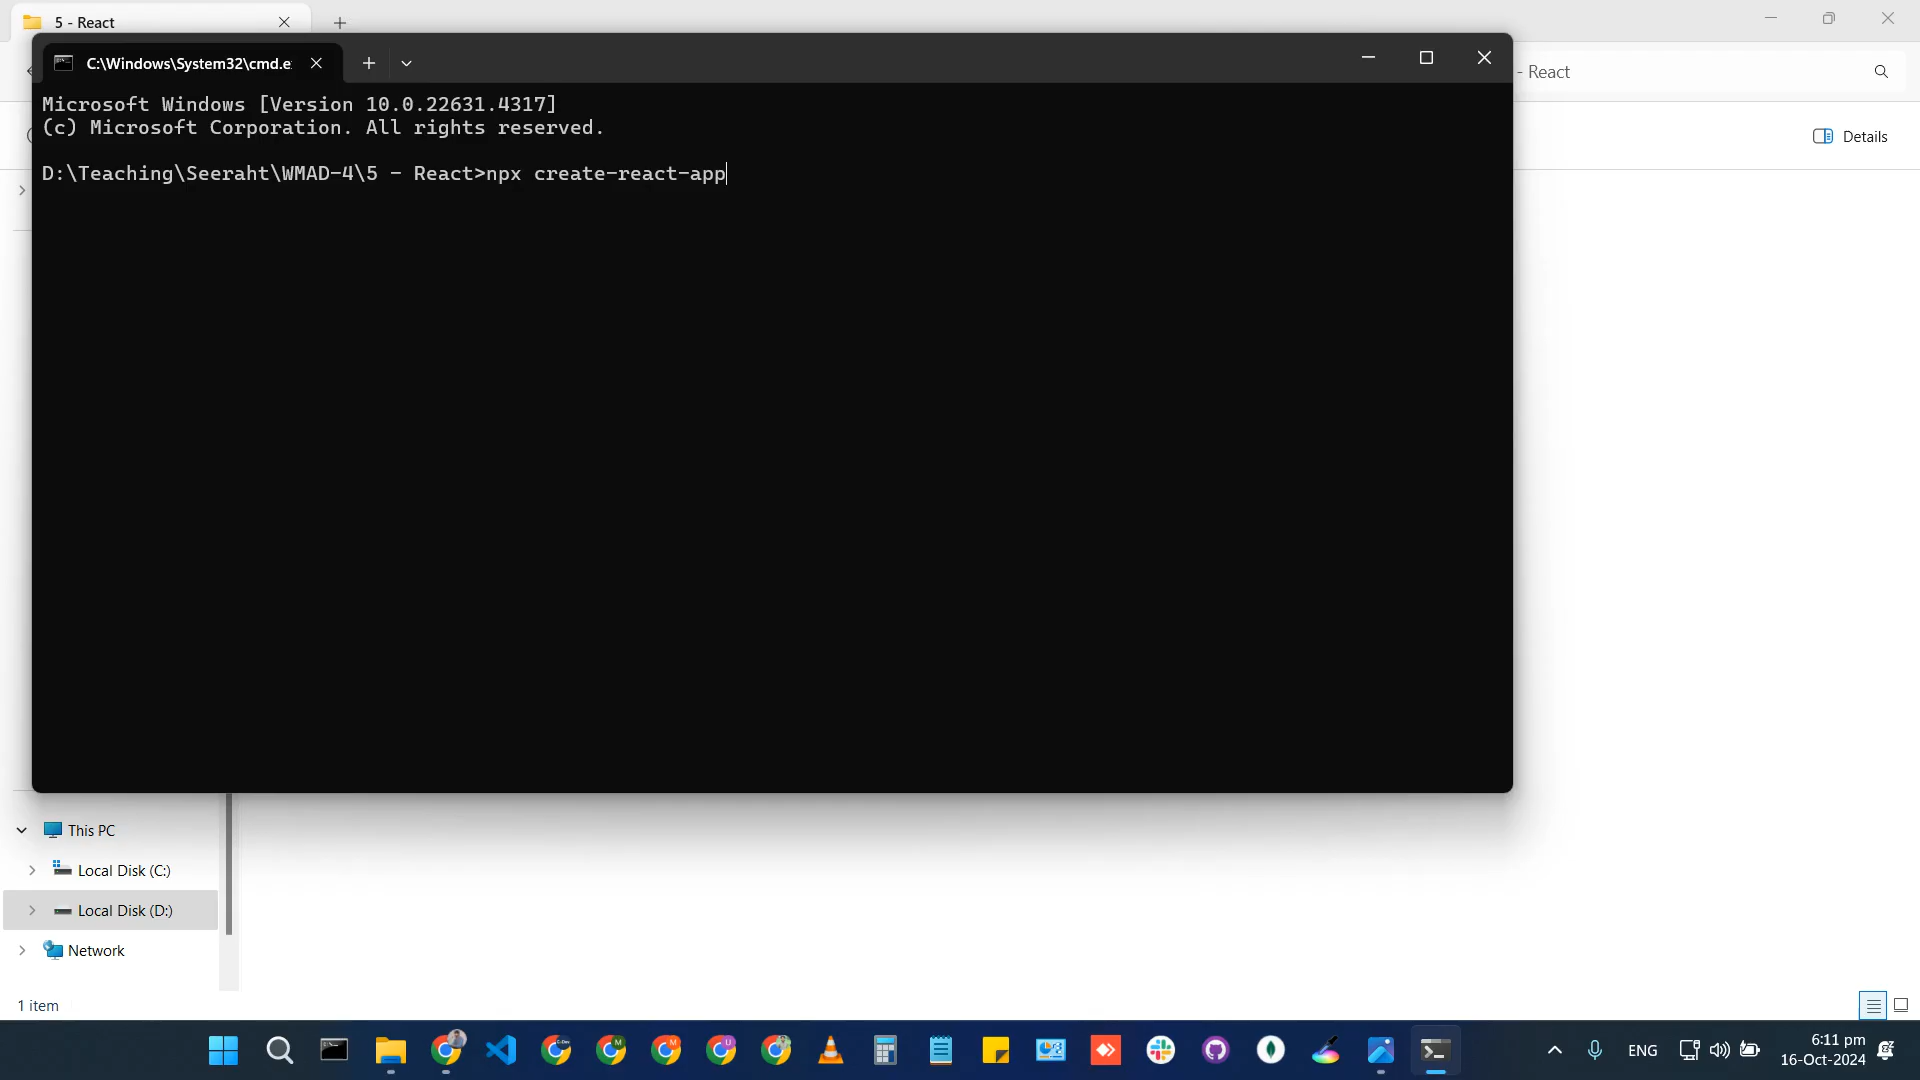 5 - React
C:\Windows\System32\cmd.e
- React
Microsoft Windows [Version 10.0.22631.4317]
(c) Microsoft Corporation. All rights reserved.
Details
D:\Teaching\Seeraht\WMAD-4\5 - React>npx create-react-app
This PC
Local Disk (C:)
Local Disk (D:)
Network
1 item
ENG
6:11 pm
16-Oct-2024